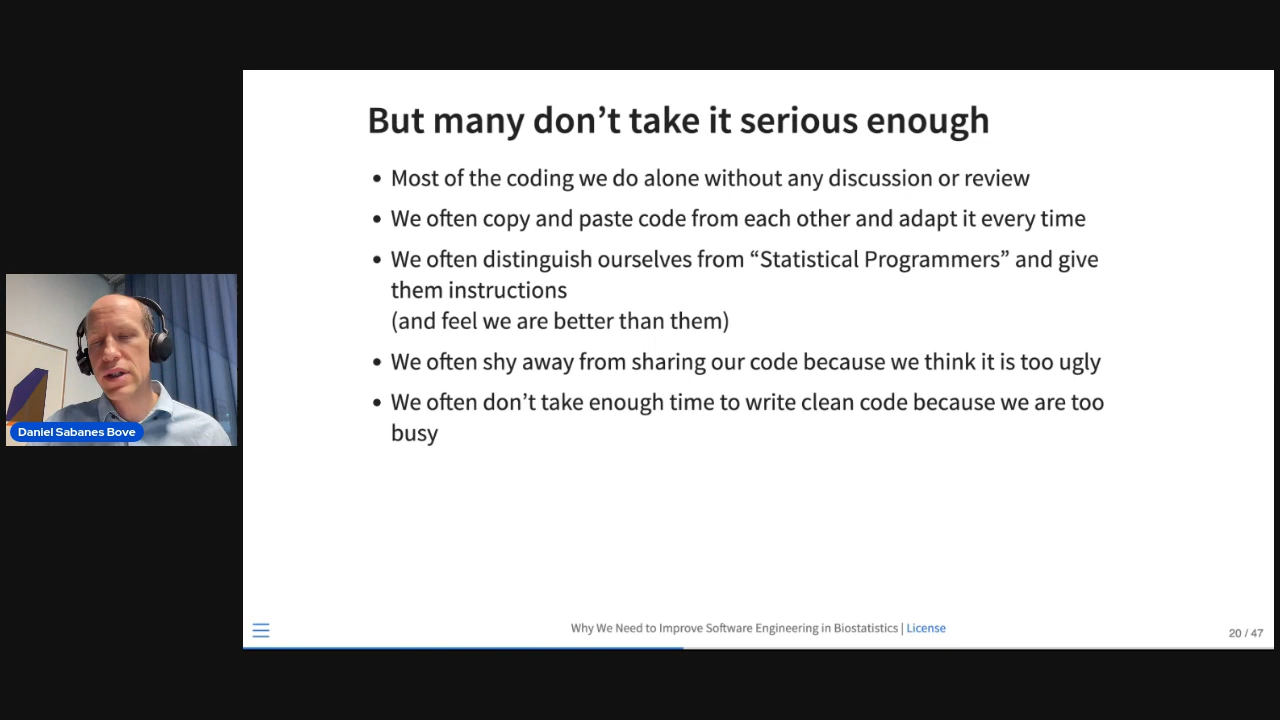 But many don’t take it serious enough
• Most of the coding we do alone without any discussion or review
• We often copy and paste code from each other and adapt it every time
• We often distinguish ourselves from “Statistical Programmers” and give
them instructions
(and feel we are better than them)
• We often shy away from sharing our code because we think it is too ugly
• We often don’t take enough time to write clean code because we are too
busy
Daniel Sabanes Bove
Why We Need to Improve Software Engineering in Biostatistics | License
20 / 47